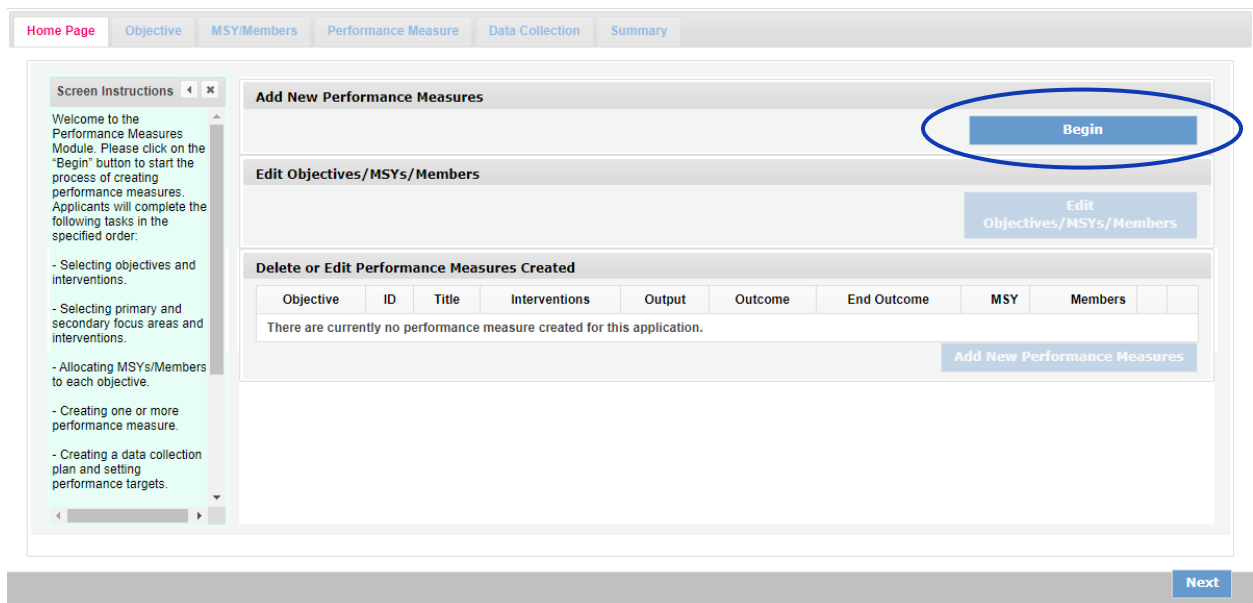 Home Page Objective MSY/Members Performance Measure Data Collection Summary
Screen Instructions
Welcome to the
Performance Measures
Module. Please click on the
"Begin" button to start the
process of creating
performance measures.
Applicants will complete the
following tasks in the
specified order:
- Selecting objectives and
interventions.
- Selecting primary and
secondary focus areas and
interventions.
- Allocating MSYs/Members
to each objective.
- Creating one or more
performance measure.
- Creating a data collection
plan and setting
performance targets.
Add New Performance Measures
Begin
Edit Objectives/MSYs/Members
Edit
Objectives/MSYs/Members
Delete or Edit Performance Measures Created
Objective ID Title Interventions Output Outcome End Outcome MSY Members
There are currently no performance measure created for this application.
Add New Performance Measures
Next